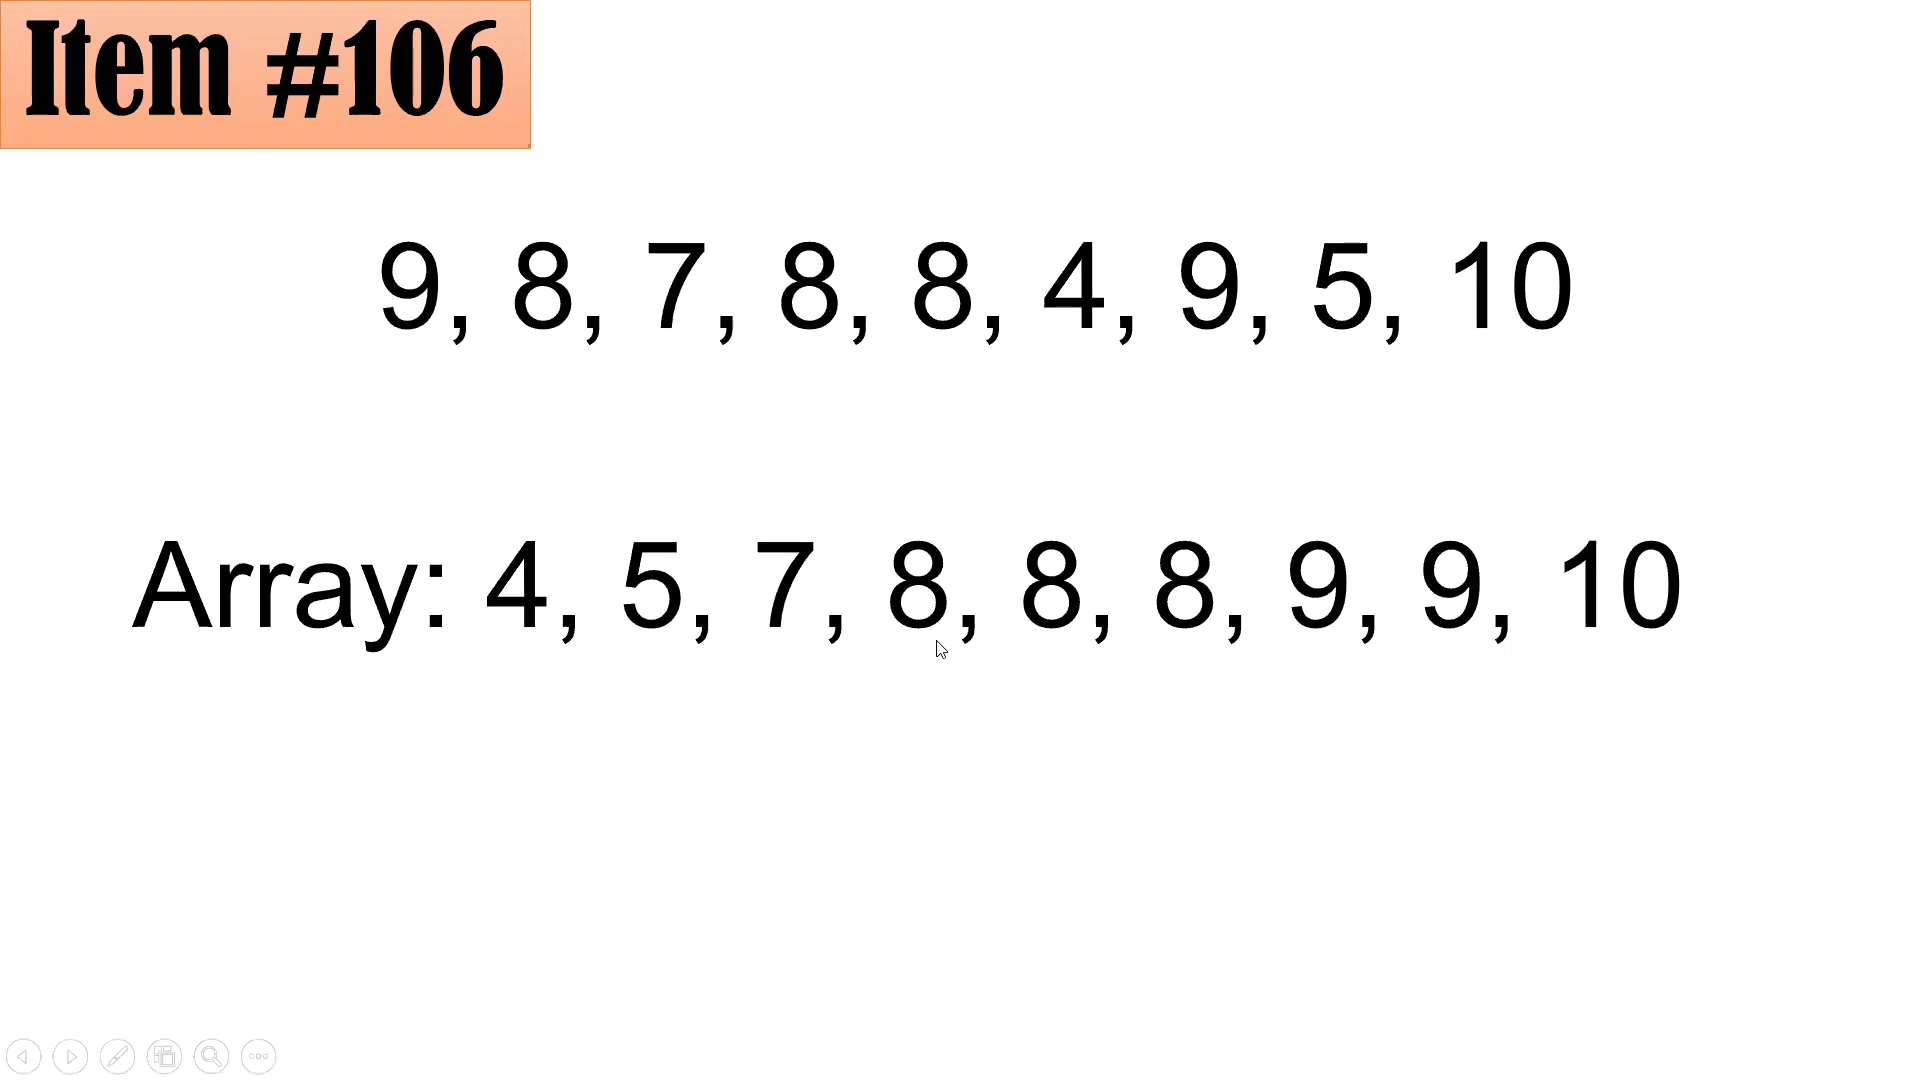 Item #106
9, 8, 7, 8, 8, 4, 9, 5, 10
Array: 4, 5, 7, 8, 8, 8, 9, 9, 10